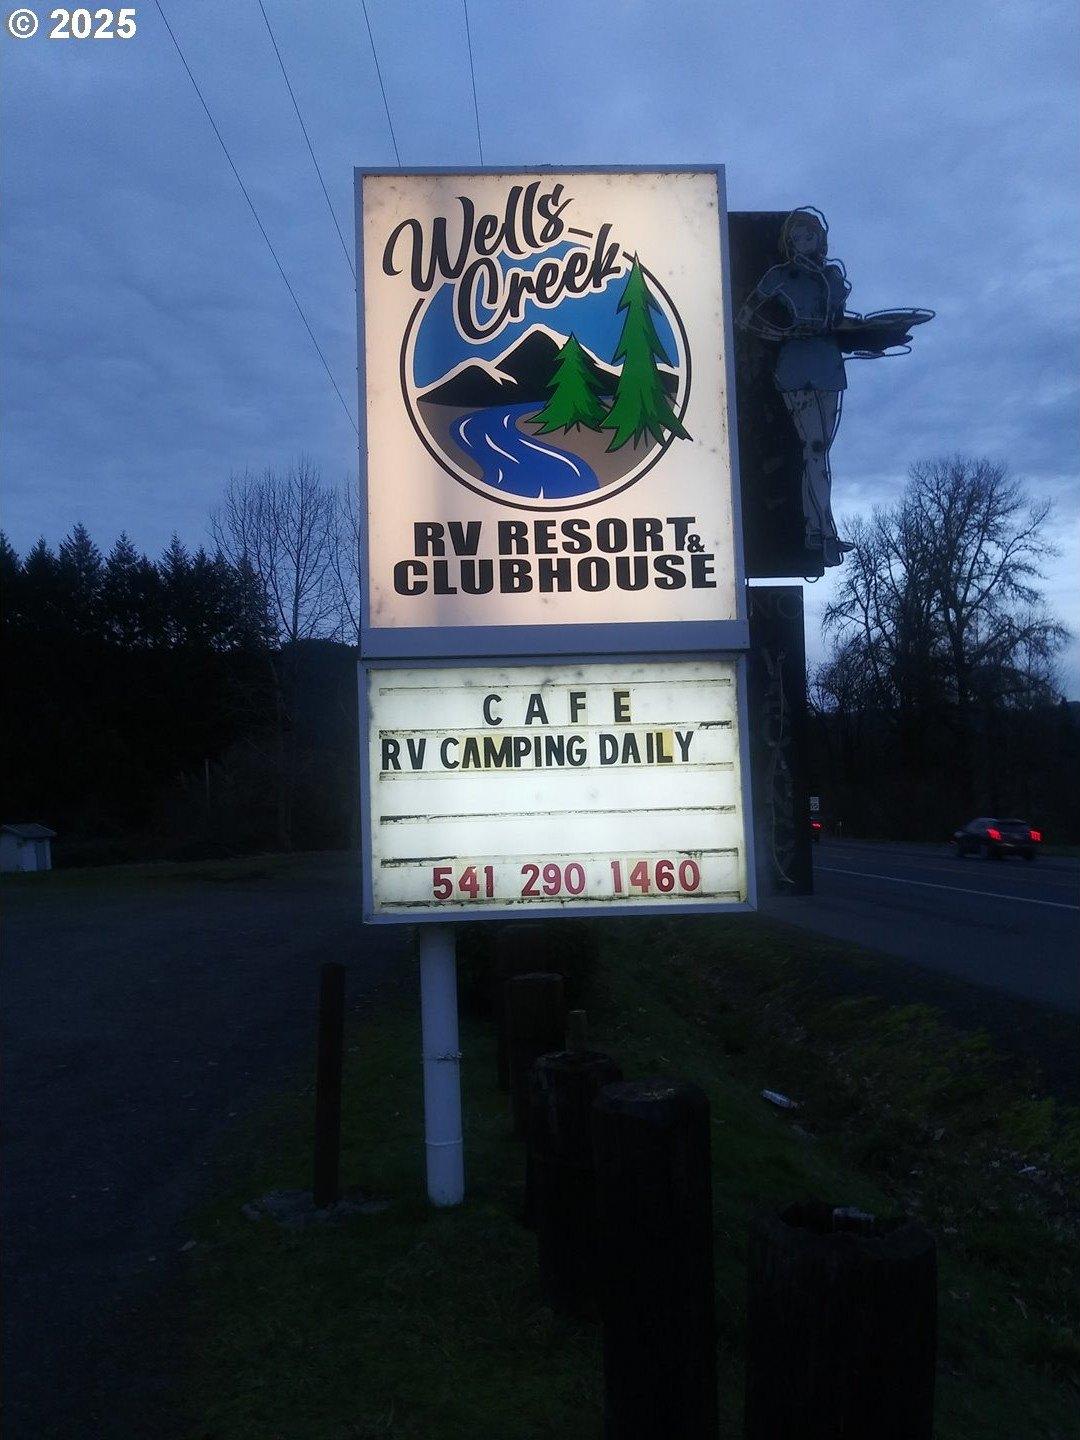 © 2025
Wells
Creek
RV RESORT &
CLUBHOUSE
CAFE
RV CAMPING DAILY
541 290 1460